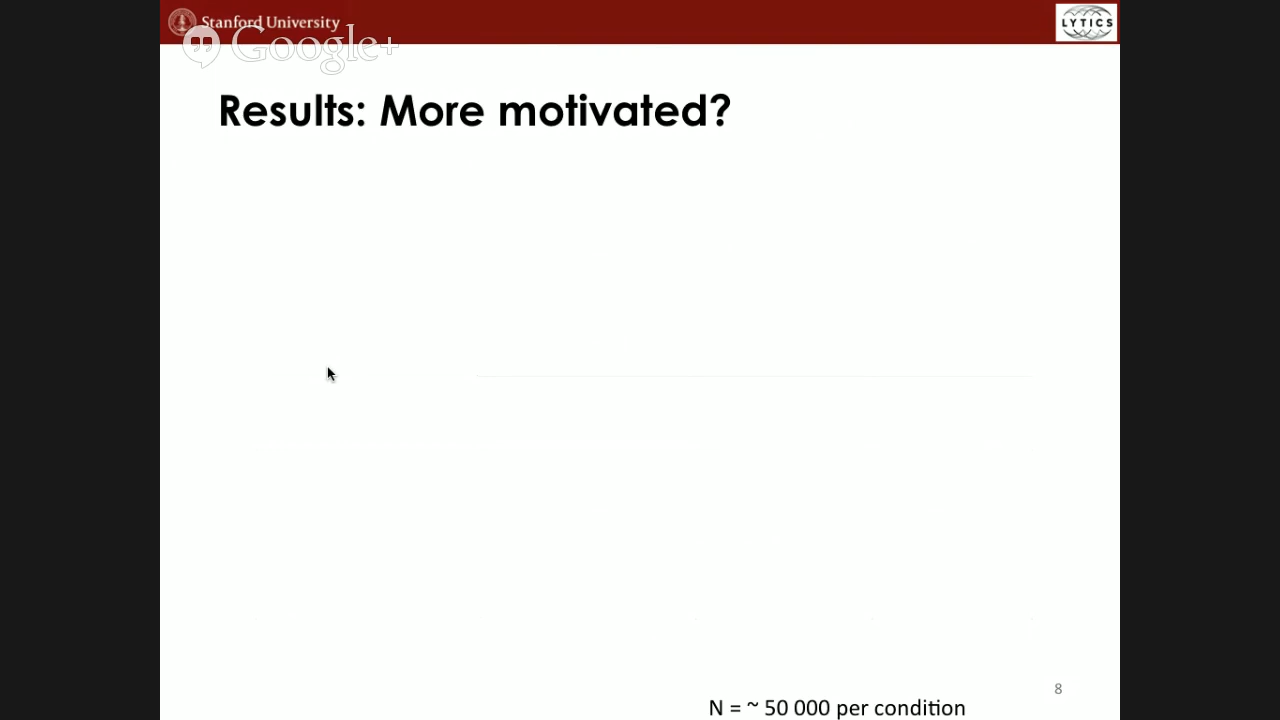 Stanford University
Google+
LYTICS
Results: More motivated?
8
N = ~ 50 000 per condition